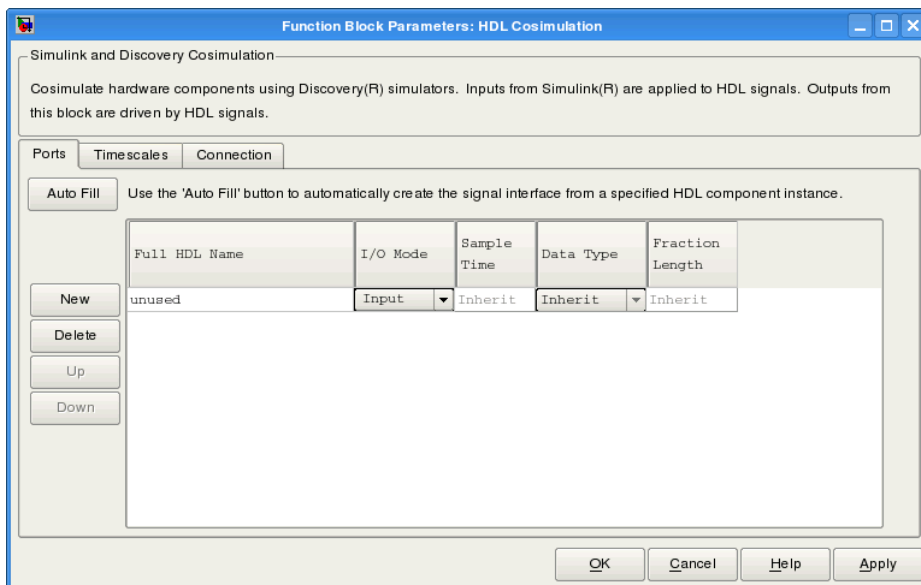 Function Block Parameters: HDL Cosimulation
Simulink and Discovery Cosimulation
Cosimulate hardware components using Discovery(R) simulators. Inputs from Simulink(R) are applied to HDL signals. Outputs from
this block are driven by HDL signals.
Ports Timescales Connection
Auto Fill Use the 'Auto Fill' button to automatically create the signal interface from a specified HDL component instance.
Full HDL Name I/O Mode Sample Time Data Type Fraction Length
New unused Input Inherit Inherit Inherit
Delete
Up
Down
OK Cancel Help Apply